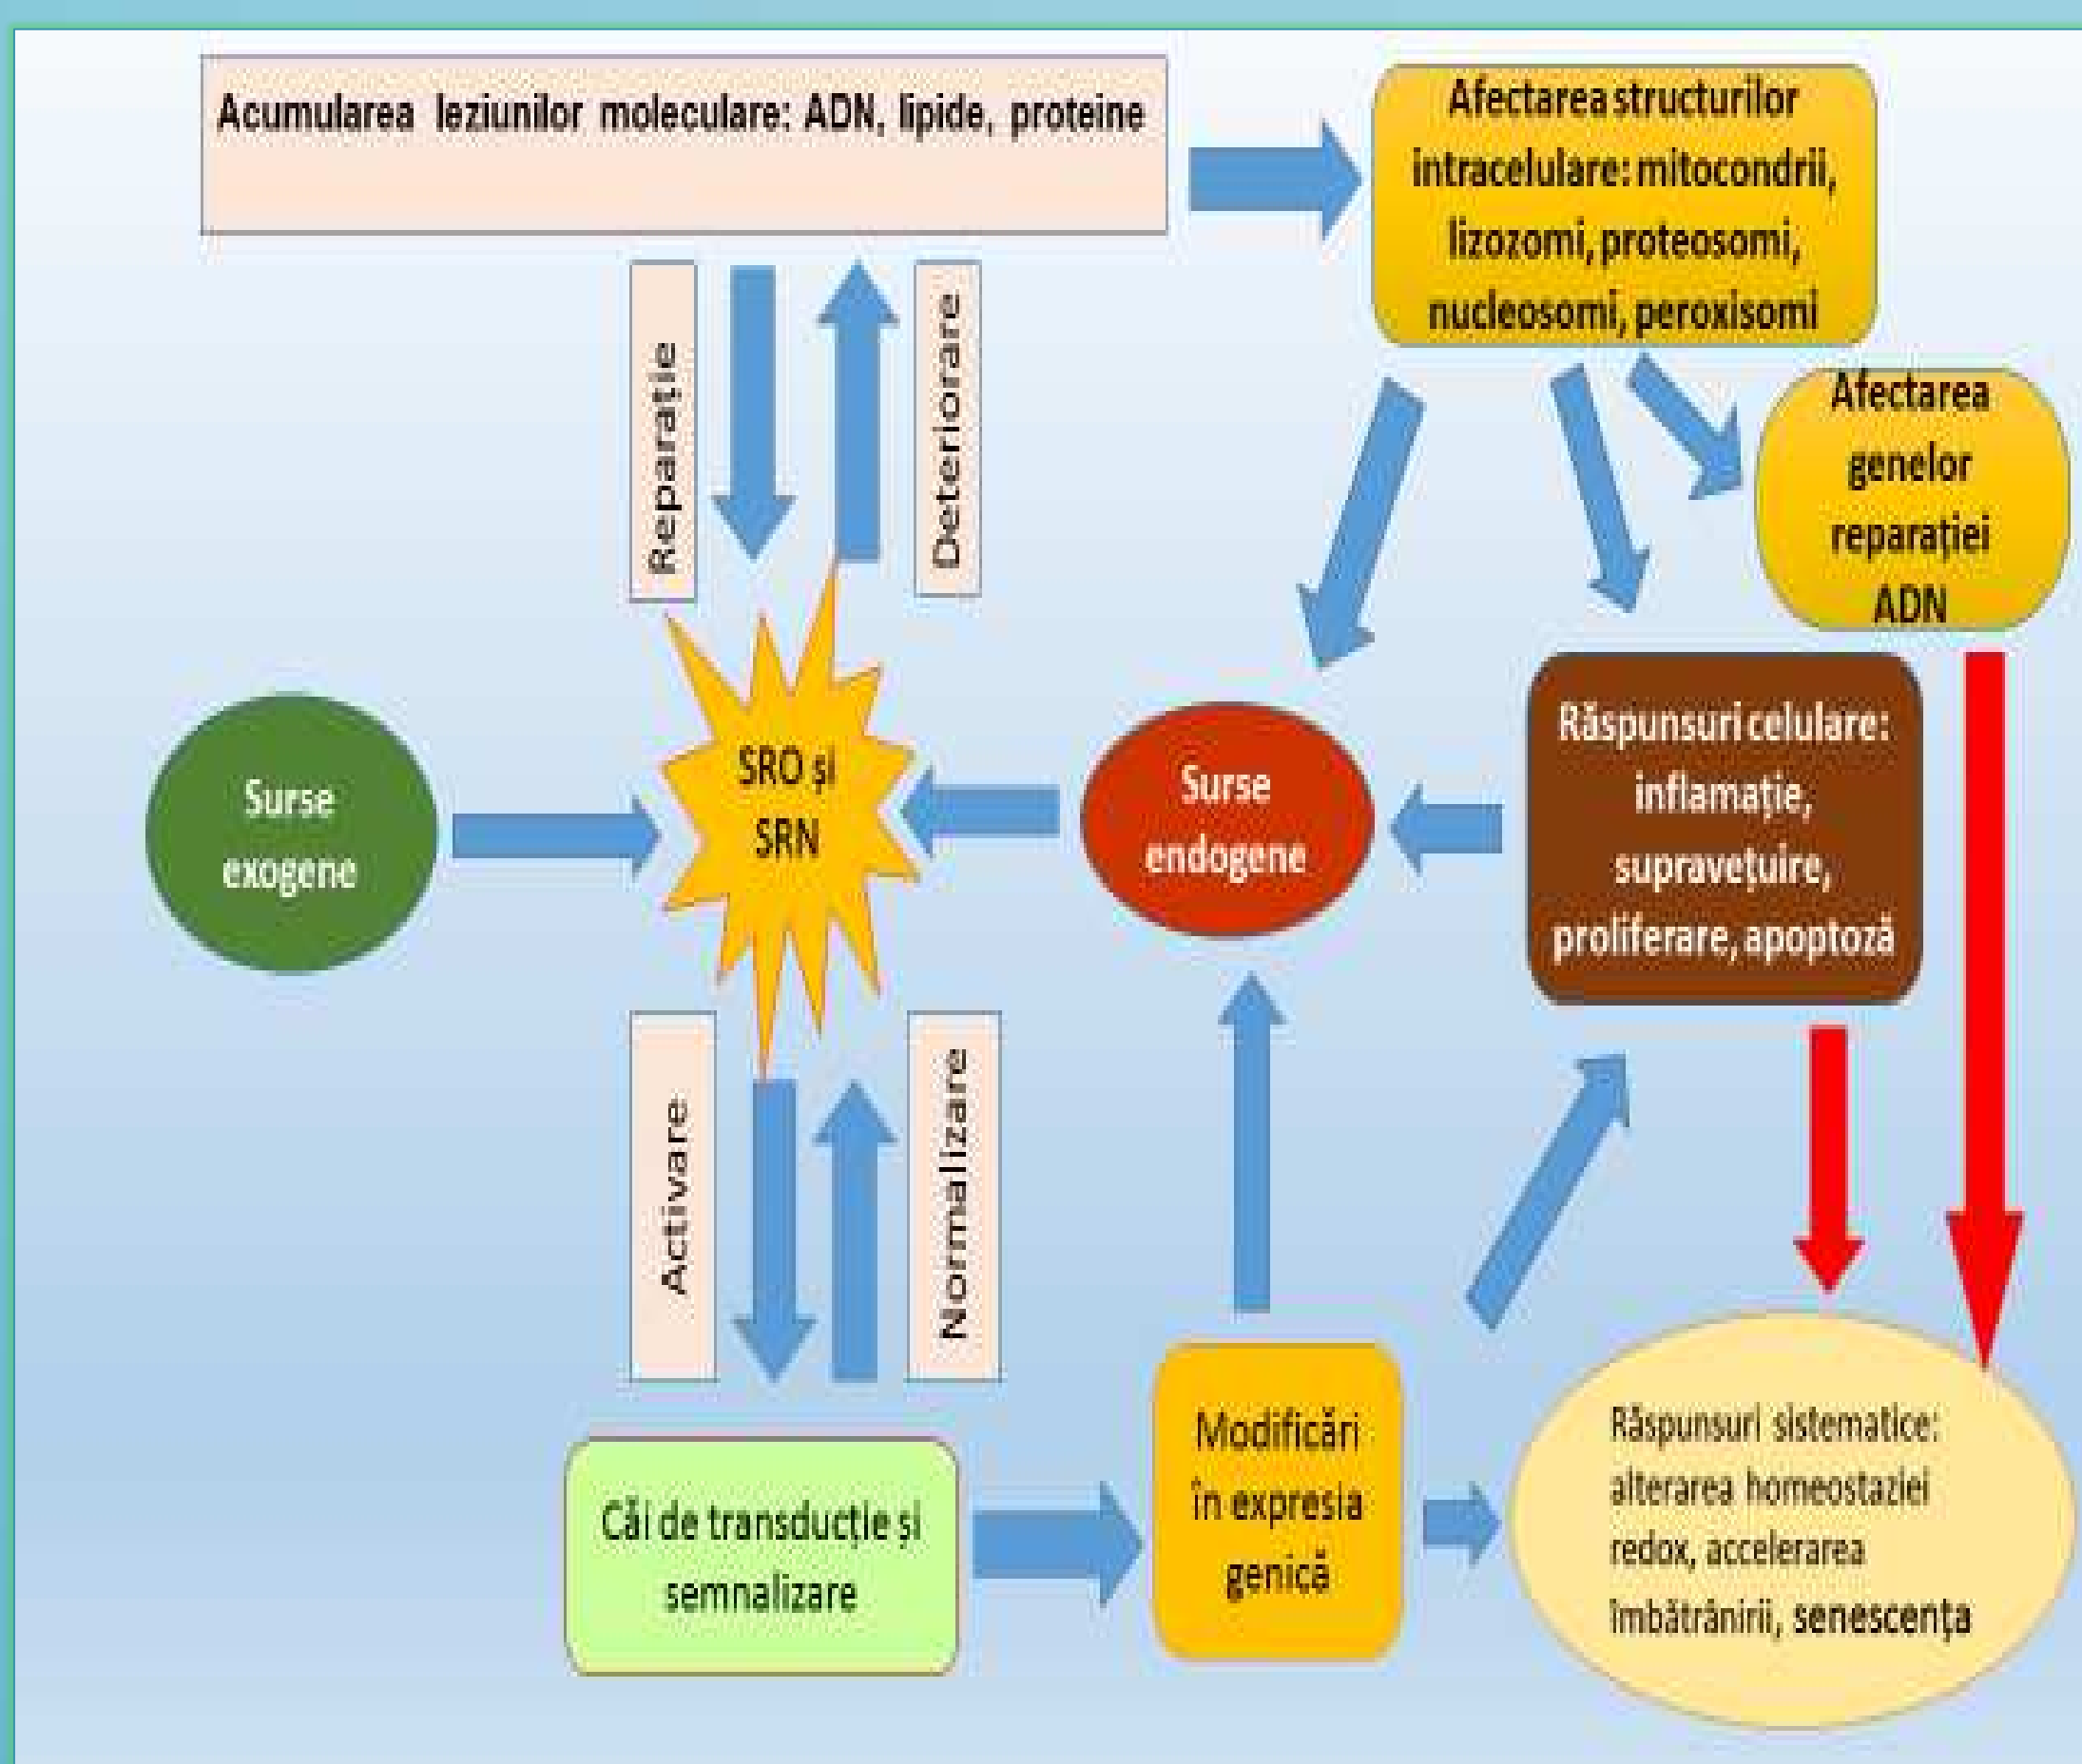 Acumularea leziunilor moleculare: ADN, lipide, proteine
Afectarea structurilor
intracelulare: mitocondrii,
lizozomi, proteosomi,
nucleosomi, peroxisomi
Reparație
Deteriorare
Afectarea
genelor
reparației
ADN
Surse
exogene
SRO și
SRN
Surse
endogene
Răspunsuri celulare:
inflamație,
supravețuire,
proliferare, apoptoză
Activare
Normalizare
Căi de transducție și
semnalizare
Modificări
în expresia
genică
Răspunsuri sistematice:
alterarea homeostaziei
redox, accelerarea
îmbătrânirii, senescența